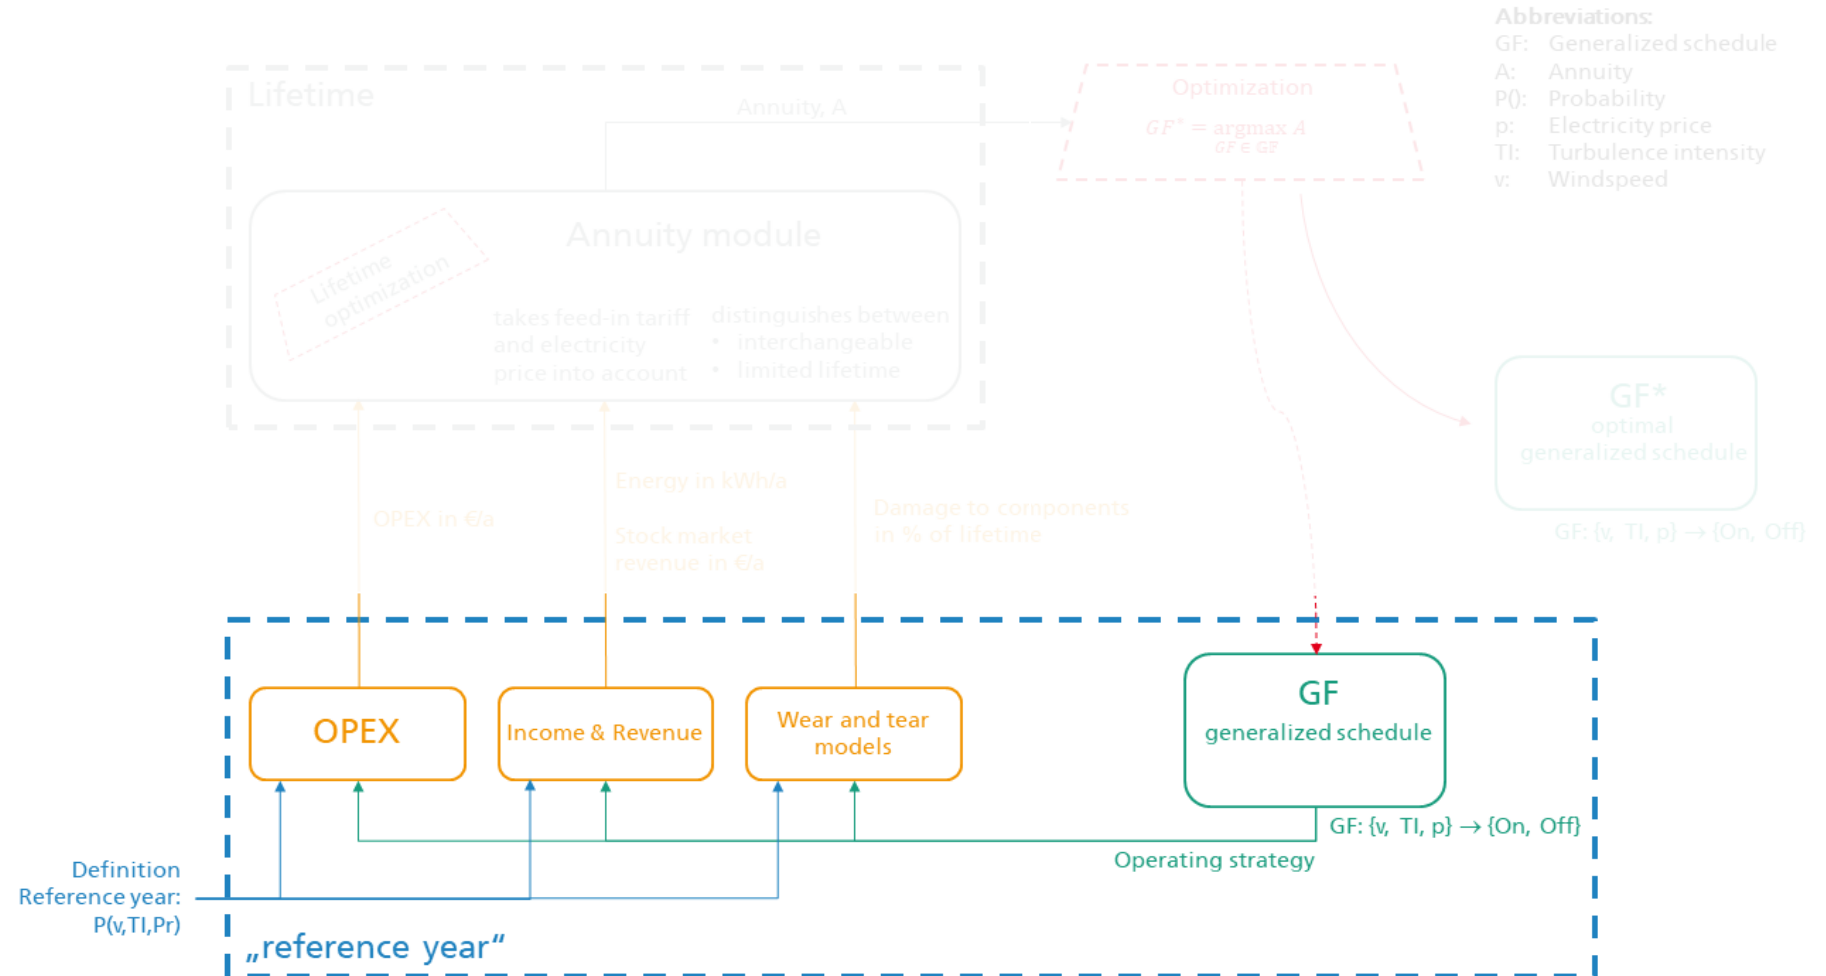 Abbreviations:
GF: Generalized schedule
A: Annuity
P(): Probability
p: Electricity price
TI: Turbulence intensity
v: Windspeed
Lifetime
Annuity, A
Optimization
GF* = argmax A
GF ∈ 𝔾𝔽
Annuity module
Lifetime
optimization
takes feed-in tariff
and electricity
price into account
distinguishes between
• interchangeable
• limited lifetime
GF*
optimal
generalized schedule
GF: {v, TI, p} → {On, Off}
OPEX in €/a
Energy in kWh/a
Stock market
revenue in €/a
Damage to components
in % of lifetime
OPEX
Income & Revenue
Wear and tear
models
GF
generalized schedule
GF: {v, TI, p} → {On, Off}
Operating strategy
Definition
Reference year:
P(v,TI,Pr)
„reference year“